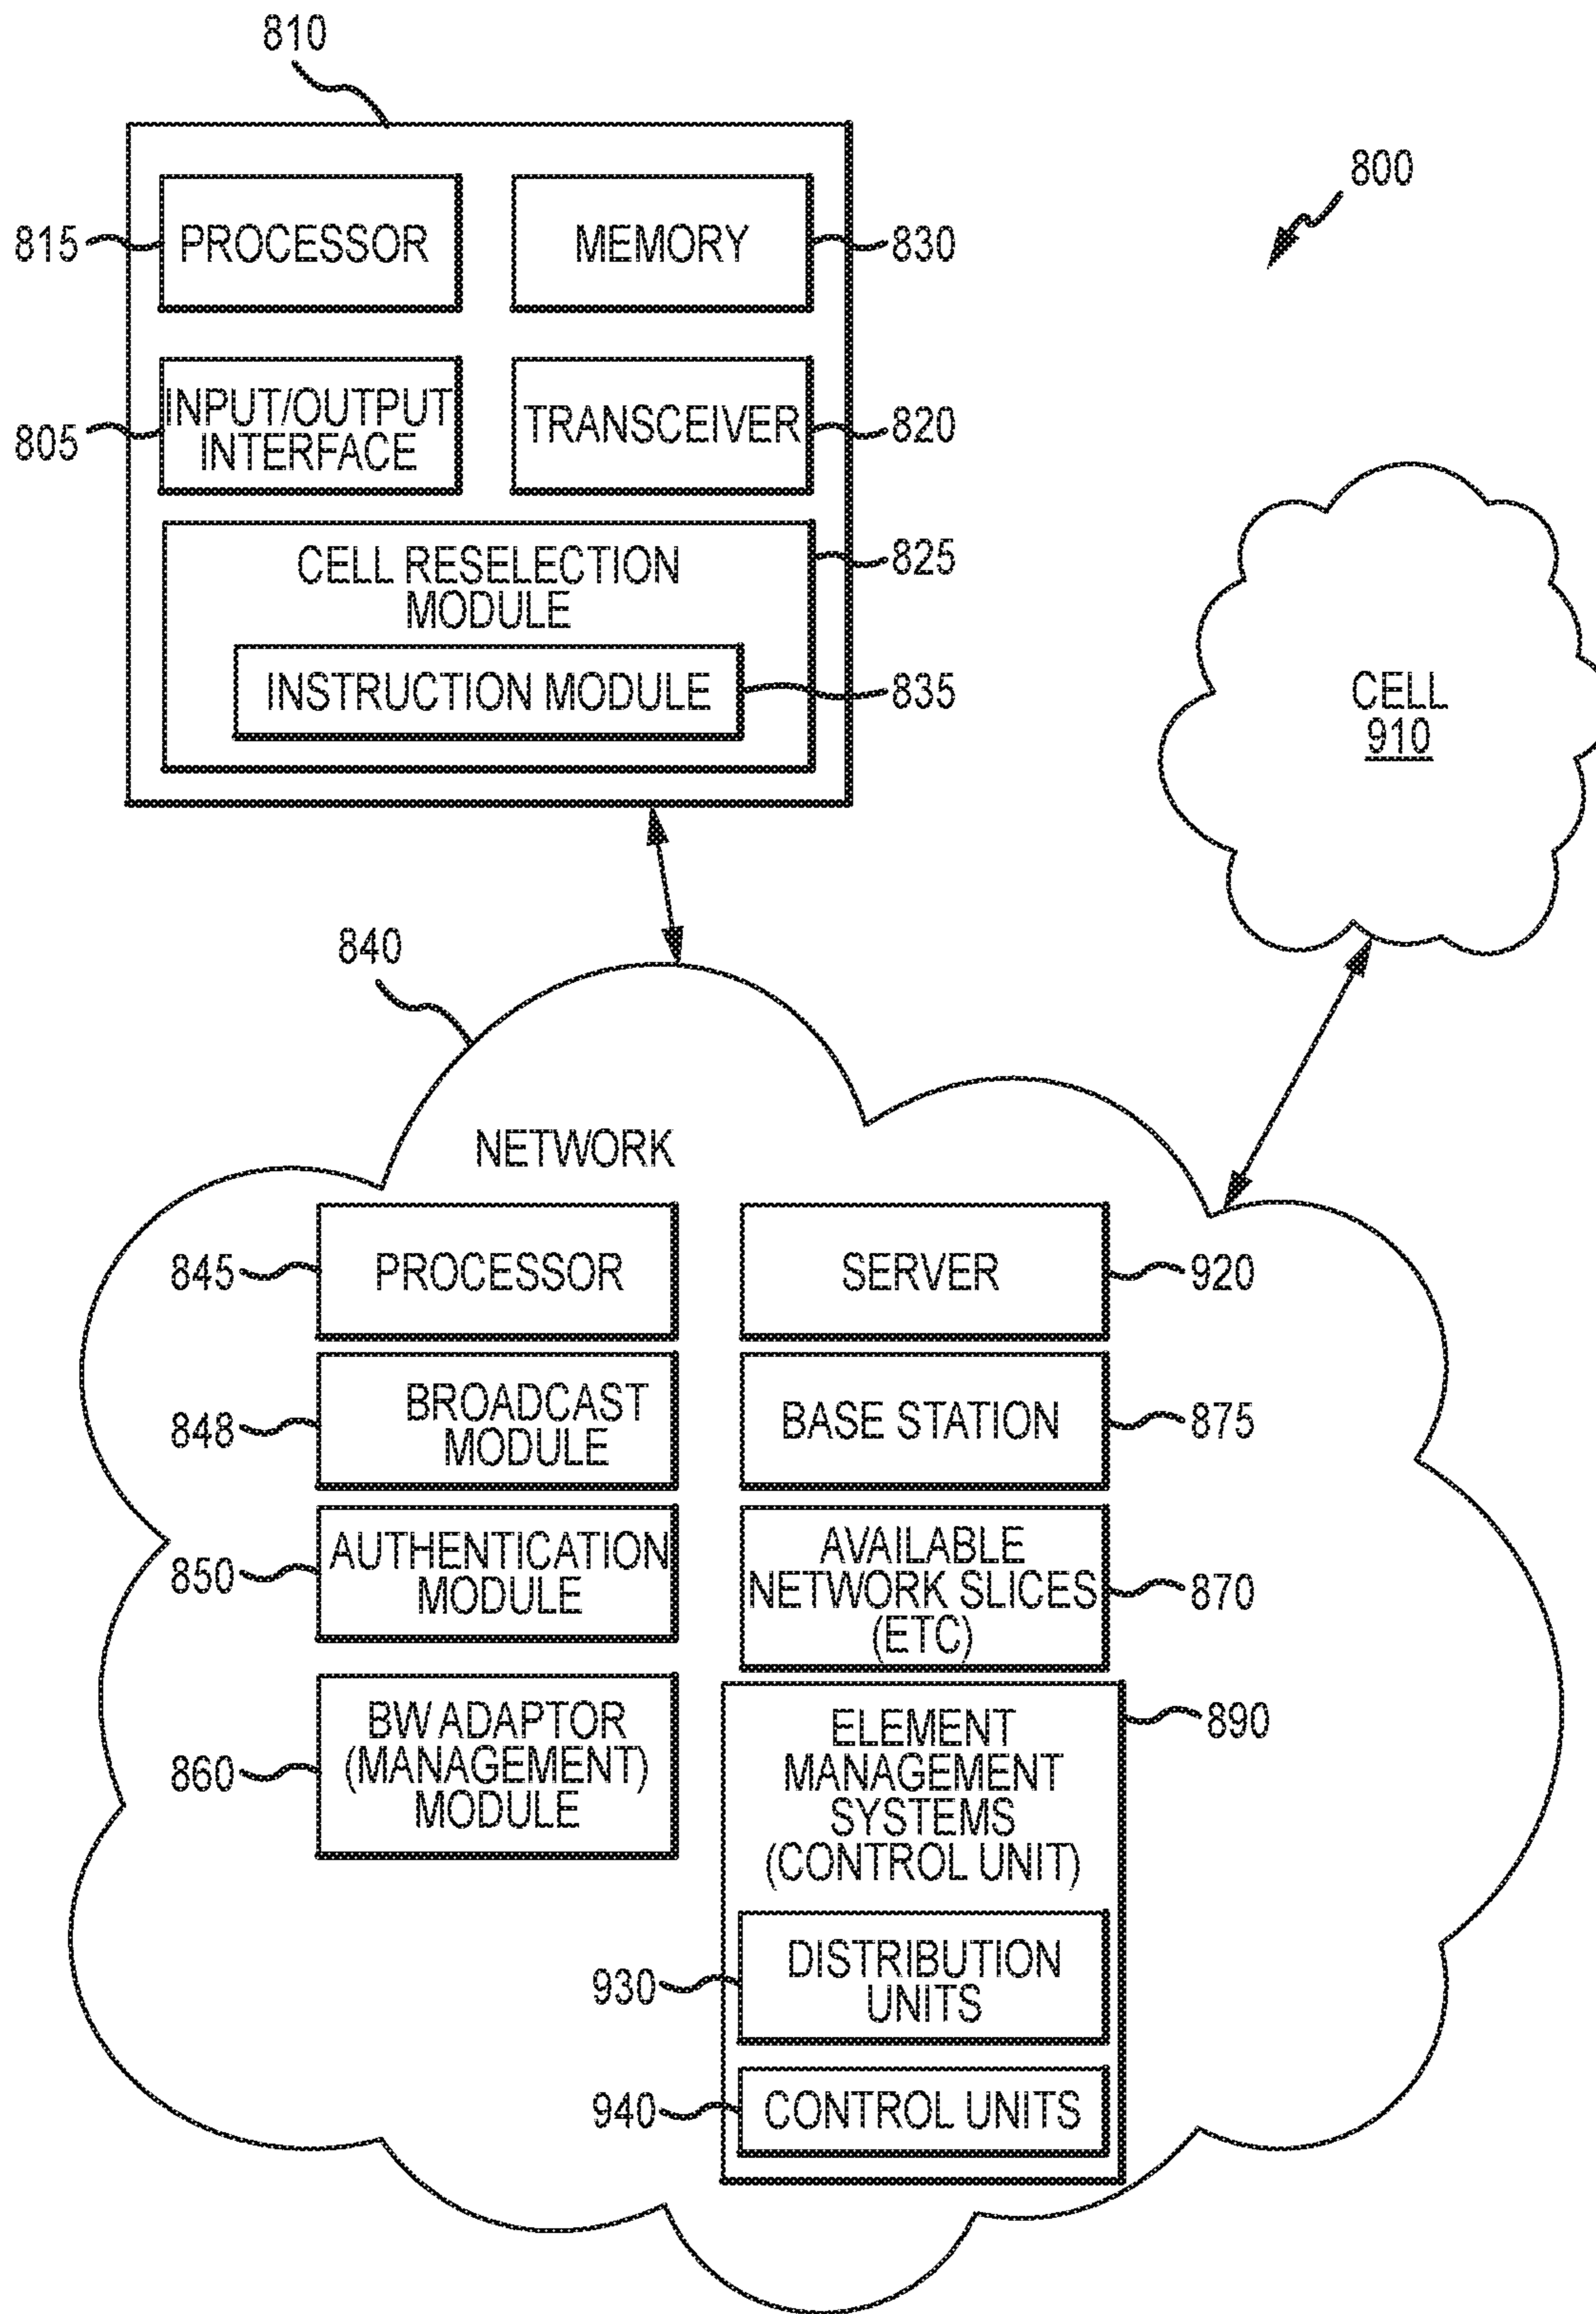 810
800
815
PROCESSOR
MEMORY
830
805
INPUT/OUTPUT
INTERFACE
TRANSCEIVER
820
CELL RESELECTION
MODULE
825
INSTRUCTION MODULE
835
CELL
910
840
NETWORK
845
PROCESSOR
SERVER
920
848
BROADCAST
MODULE
BASE STATION
875
850
AUTHENTICATION
MODULE
AVAILABLE
NETWORK SLICES
(ETC)
870
860
BW ADAPTOR
(MANAGEMENT)
MODULE
ELEMENT
MANAGEMENT
SYSTEMS
(CONTROL UNIT)
890
930
DISTRIBUTION
UNITS
940
CONTROL UNITS